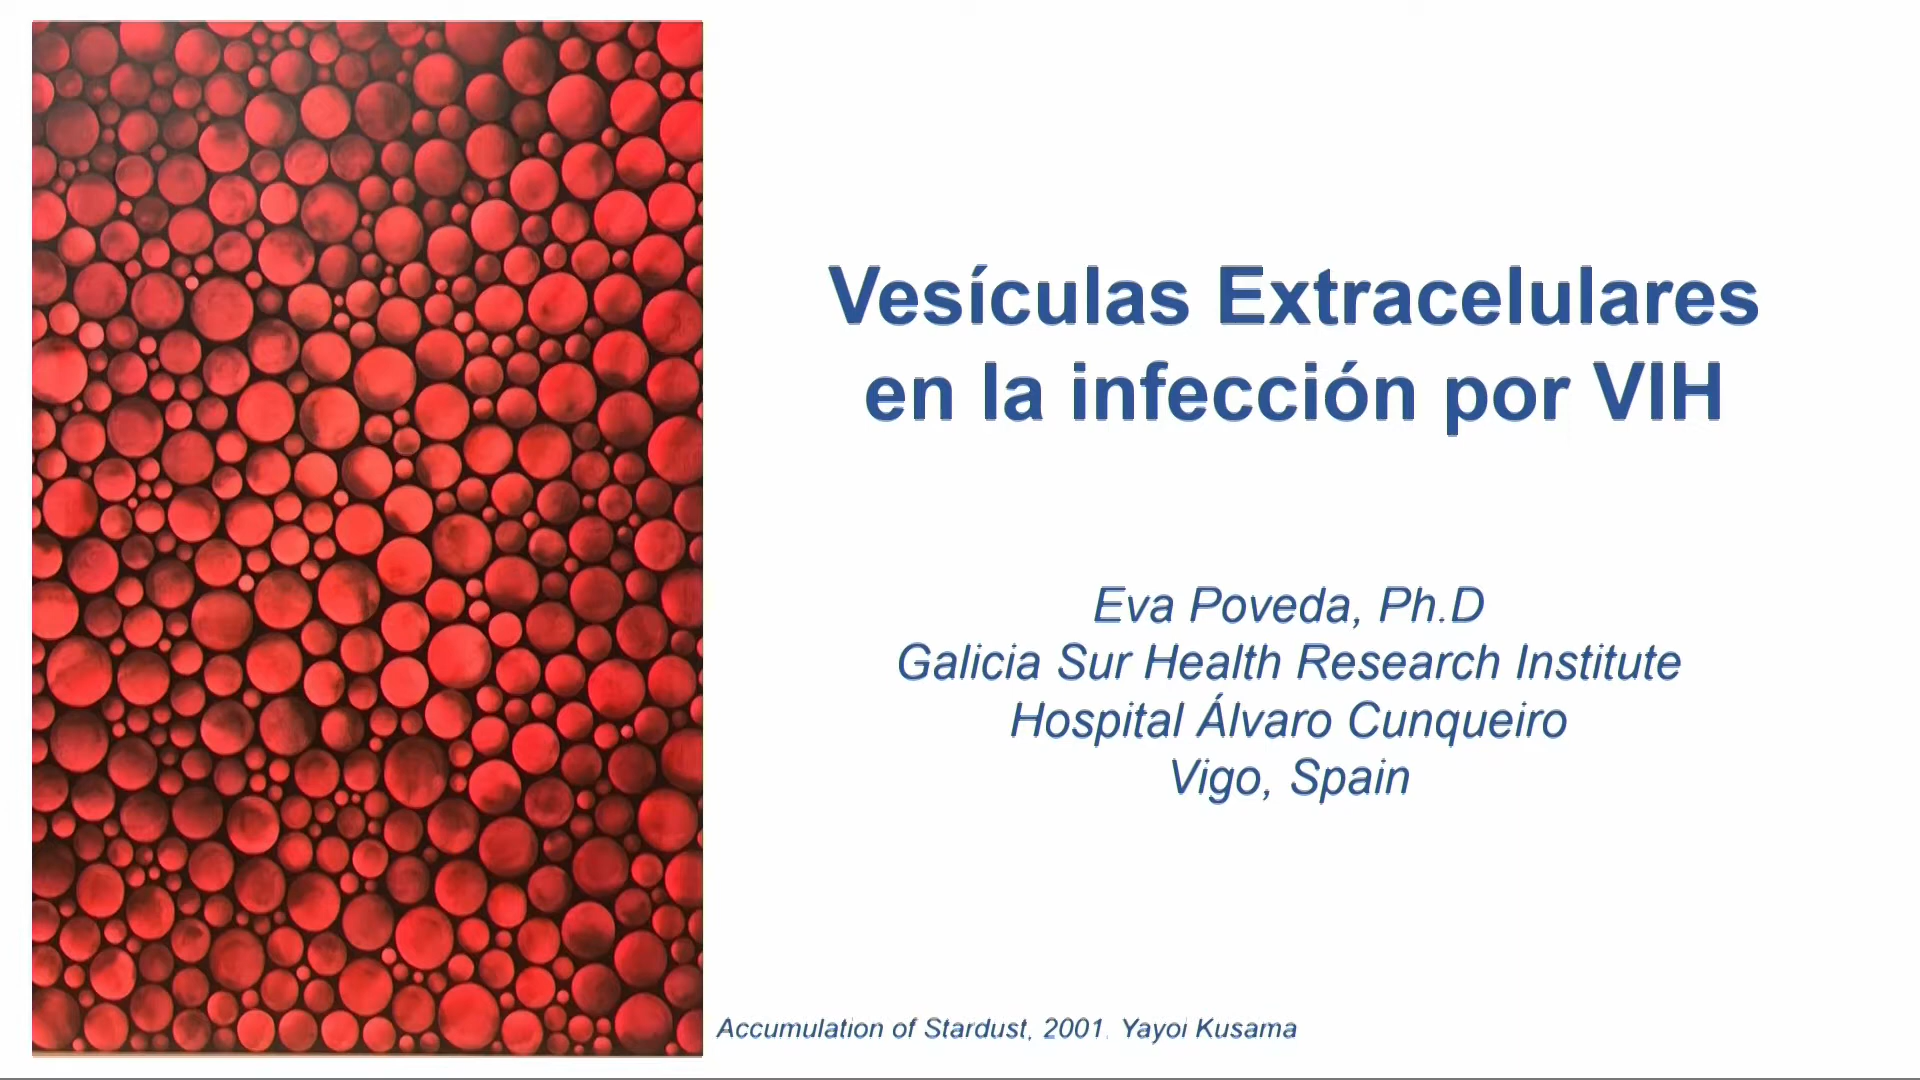 Vesículas Extracelulares
en la infección por VIH
Eva Poveda, Ph.D
Galicia Sur Health Research Institute
Hospital Álvaro Cunqueiro
Vigo, Spain
Accumulation of Stardust, 2001. Yayoi Kusama